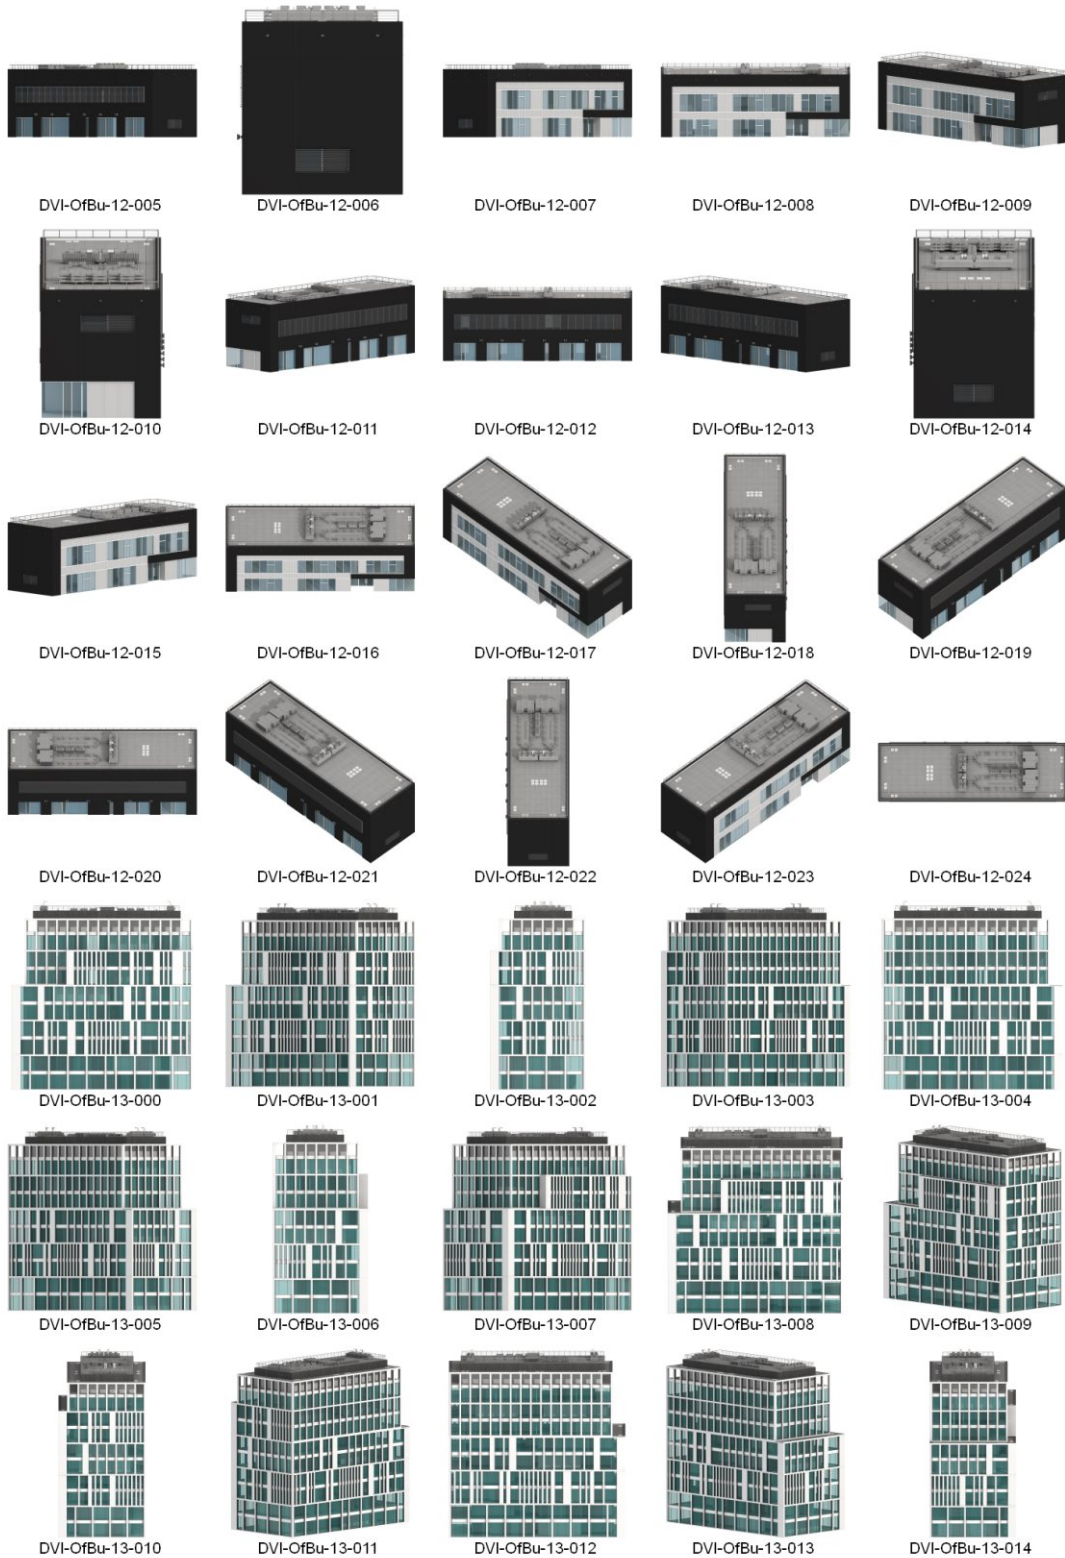 DVI-OfBu-12-005
DVI-OfBu-12-006
DVI-OfBu-12-007
DVI-OfBu-12-008
DVI-OfBu-12-009
DVI-OfBu-12-010
DVI-OfBu-12-011
DVI-OfBu-12-012
DVI-OfBu-12-013
DVI-OfBu-12-014
DVI-OfBu-12-015
DVI-OfBu-12-016
DVI-OfBu-12-017
DVI-OfBu-12-018
DVI-OfBu-12-019
DVI-OfBu-12-020
DVI-OfBu-12-021
DVI-OfBu-12-022
DVI-OfBu-12-023
DVI-OfBu-12-024
DVI-OfBu-13-000
DVI-OfBu-13-001
DVI-OfBu-13-002
DVI-OfBu-13-003
DVI-OfBu-13-004
DVI-OfBu-13-005
DVI-OfBu-13-006
DVI-OfBu-13-007
DVI-OfBu-13-008
DVI-OfBu-13-009
DVI-OfBu-13-010
DVI-OfBu-13-011
DVI-OfBu-13-012
DVI-OfBu-13-013
DVI-OfBu-13-014